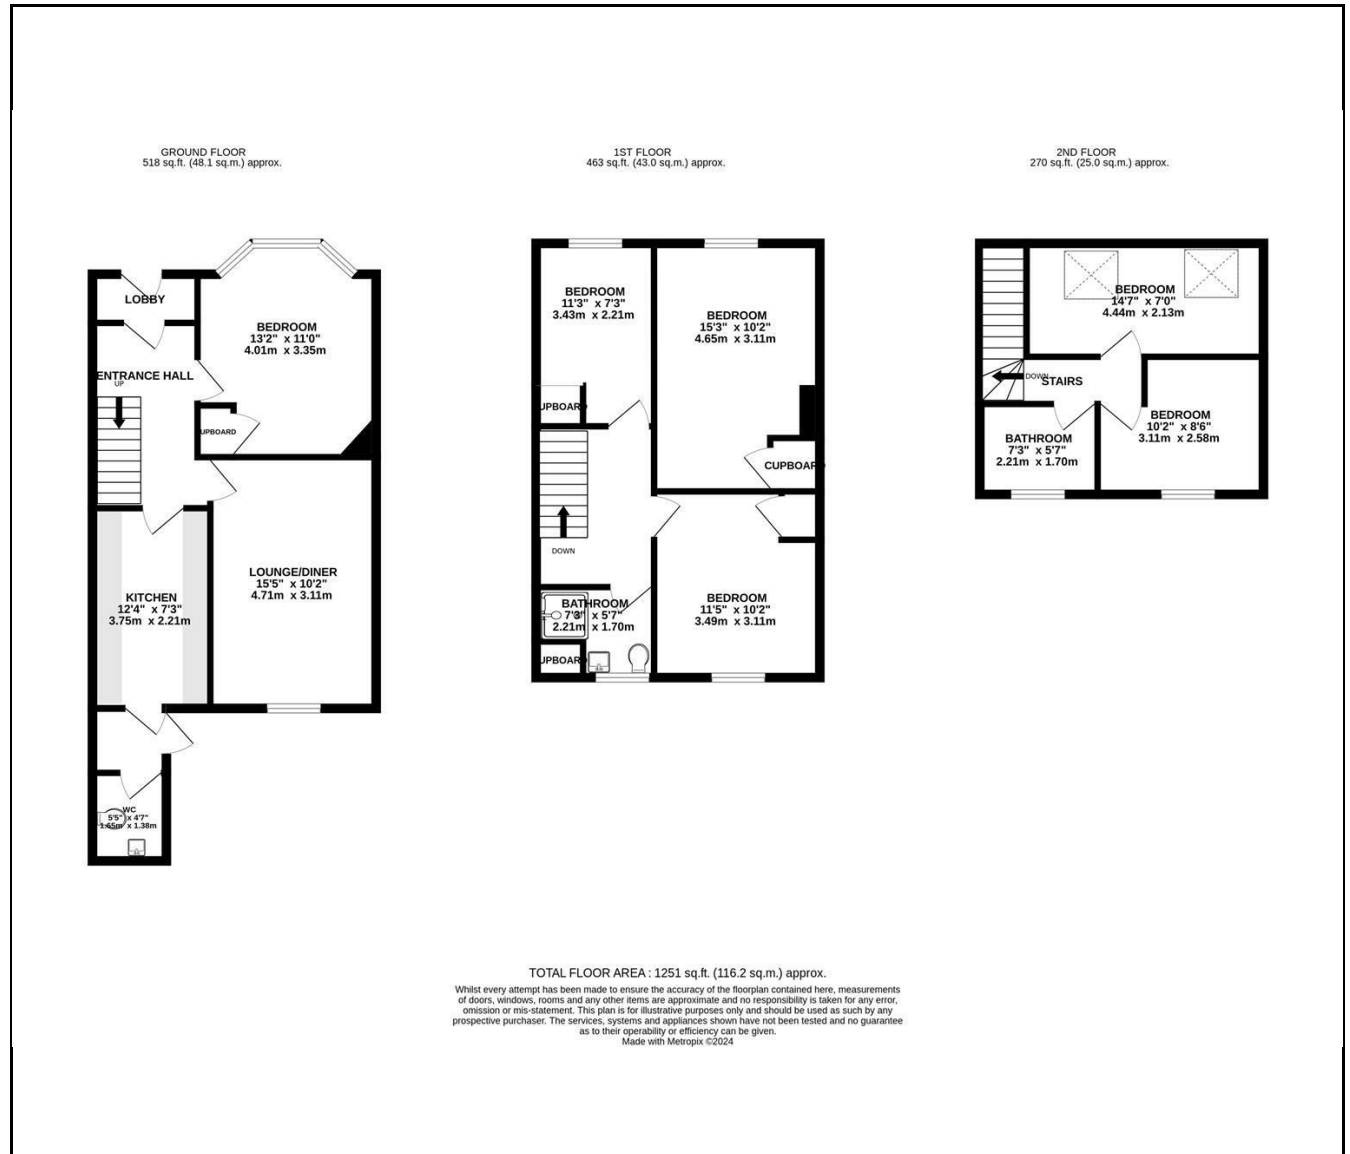 GROUND FLOOR
518 sq.ft. (48.1 sq.m.) approx.
LOBBY
BEDROOM
13'2" x 11'0"
4.01m x 3.35m
ENTRANCE HALL
UP
UPBOARD
LOUNGE/DINER
15'5" x 10'2"
4.71m x 3.11m
KITCHEN
12'4" x 7'3"
3.75m x 2.21m
WC
5'5" x 4'7"
1.65m x 1.38m
1ST FLOOR
463 sq.ft. (43.0 sq.m.) approx.
BEDROOM
11'3" x 7'3"
3.43m x 2.21m
BEDROOM
15'3" x 10'2"
4.65m x 3.11m
UPBOARD
CUPBOARD
DOWN
BATHROOM
7'3" x 5'7"
2.21m x 1.70m
BEDROOM
11'5" x 10'2"
3.49m x 3.11m
UPBOARD
2ND FLOOR
270 sq.ft. (25.0 sq.m.) approx.
BEDROOM
14'7" x 7'0"
4.44m x 2.13m
DOWN
STAIRS
BATHROOM
7'3" x 5'7"
2.21m x 1.70m
BEDROOM
10'2" x 8'6"
3.11m x 2.58m
TOTAL FLOOR AREA : 1251 sq.ft. (116.2 sq.m.) approx.
Whilst every attempt has been made to ensure the accuracy of the floorplan contained here, measurements
of doors, windows, rooms and any other items are approximate and no responsibility is taken for any error,
omission or mis-statement. This plan is for illustrative purposes only and should be used as such by any
prospective purchaser. The services, systems and appliances shown have not been tested and no guarantee
as to their operability or efficiency can be given.
Made with Metropix ©2024